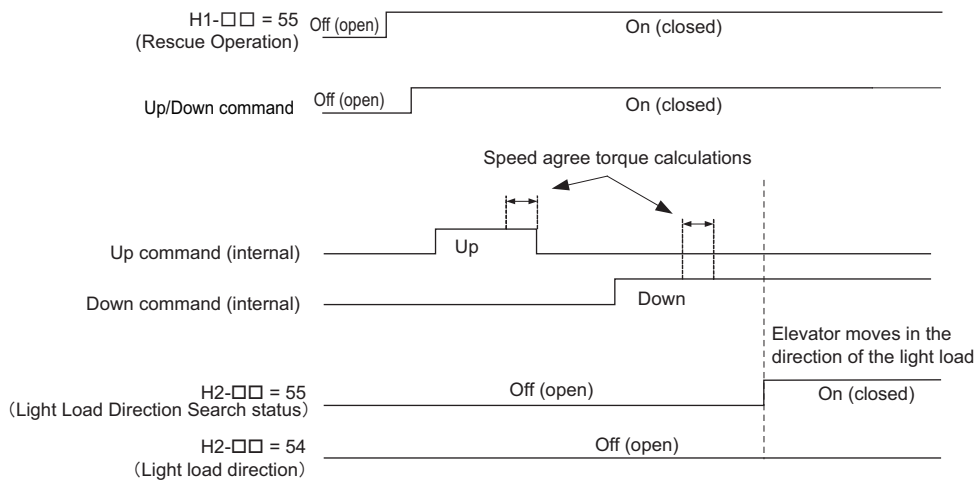 H1-□□ = 55
(Rescue Operation)
Off (open)
On (closed)
Up/Down command
Off (open)
On (closed)
Speed agree torque calculations
Up command (internal)
Up
Down command (internal)
Down
Elevator moves in the
direction of the light load
H2-□□ = 55
(Light Load Direction Search status)
Off (open)
On (closed)
H2-□□ = 54
(Light load direction)
Off (open)